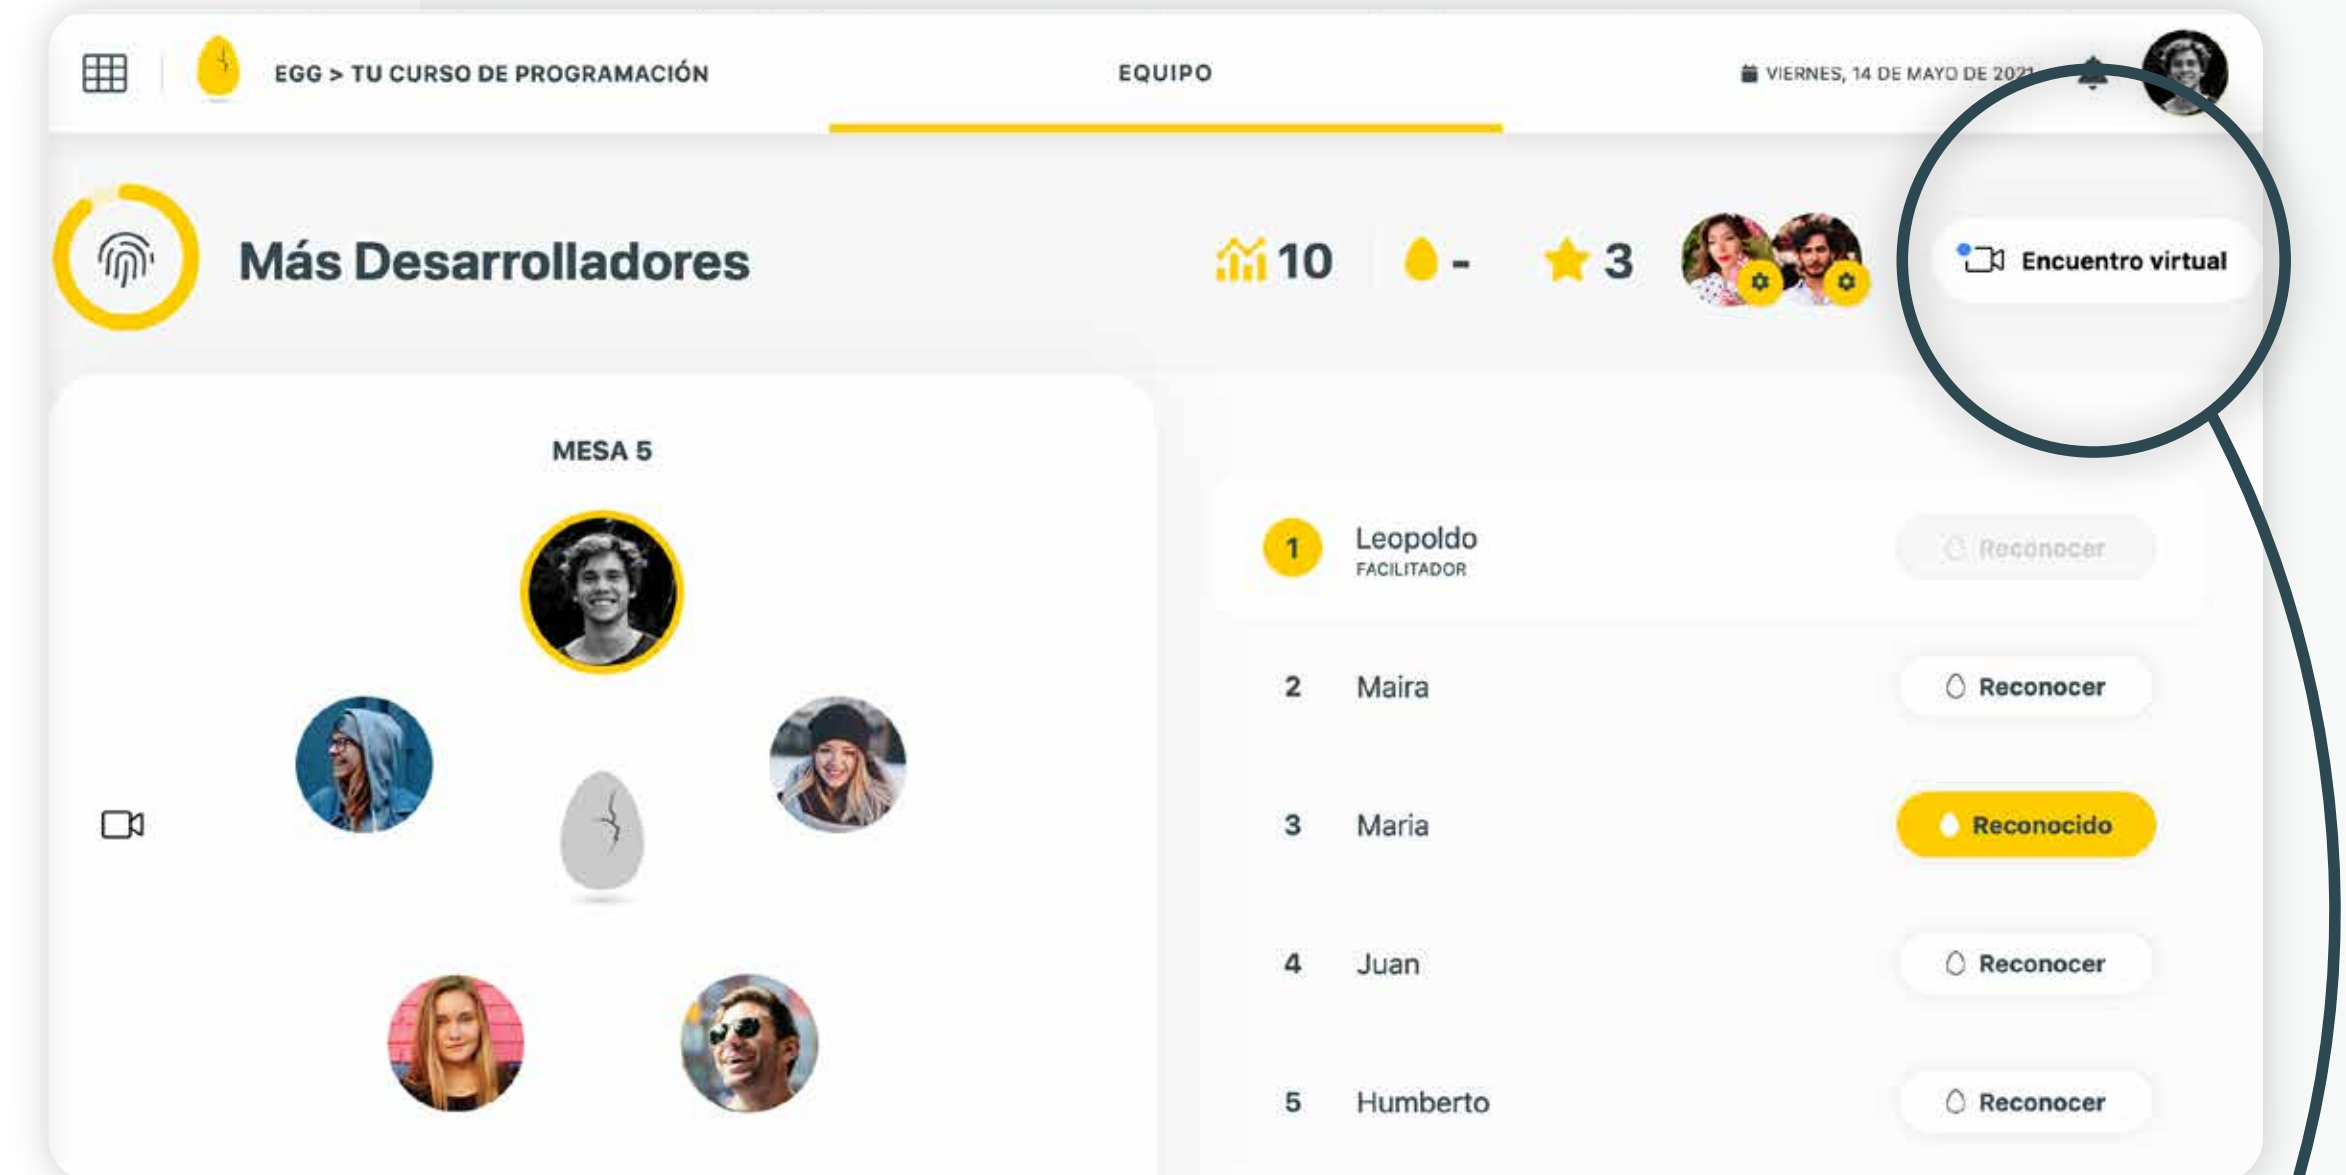 EGG > TU CURSO DE PROGRAMACIÓN
EQUIPO
VIERNES, 14 DE MAYO DE 2021
Más Desarrolladores
10
-
3
Encuentro virtual
MESA 5
1 Leopoldo Reconocer
FACILITADOR
2 Maira Reconocer
3 Maria Reconocido
4 Juan Reconocer
5 Humberto Reconocer